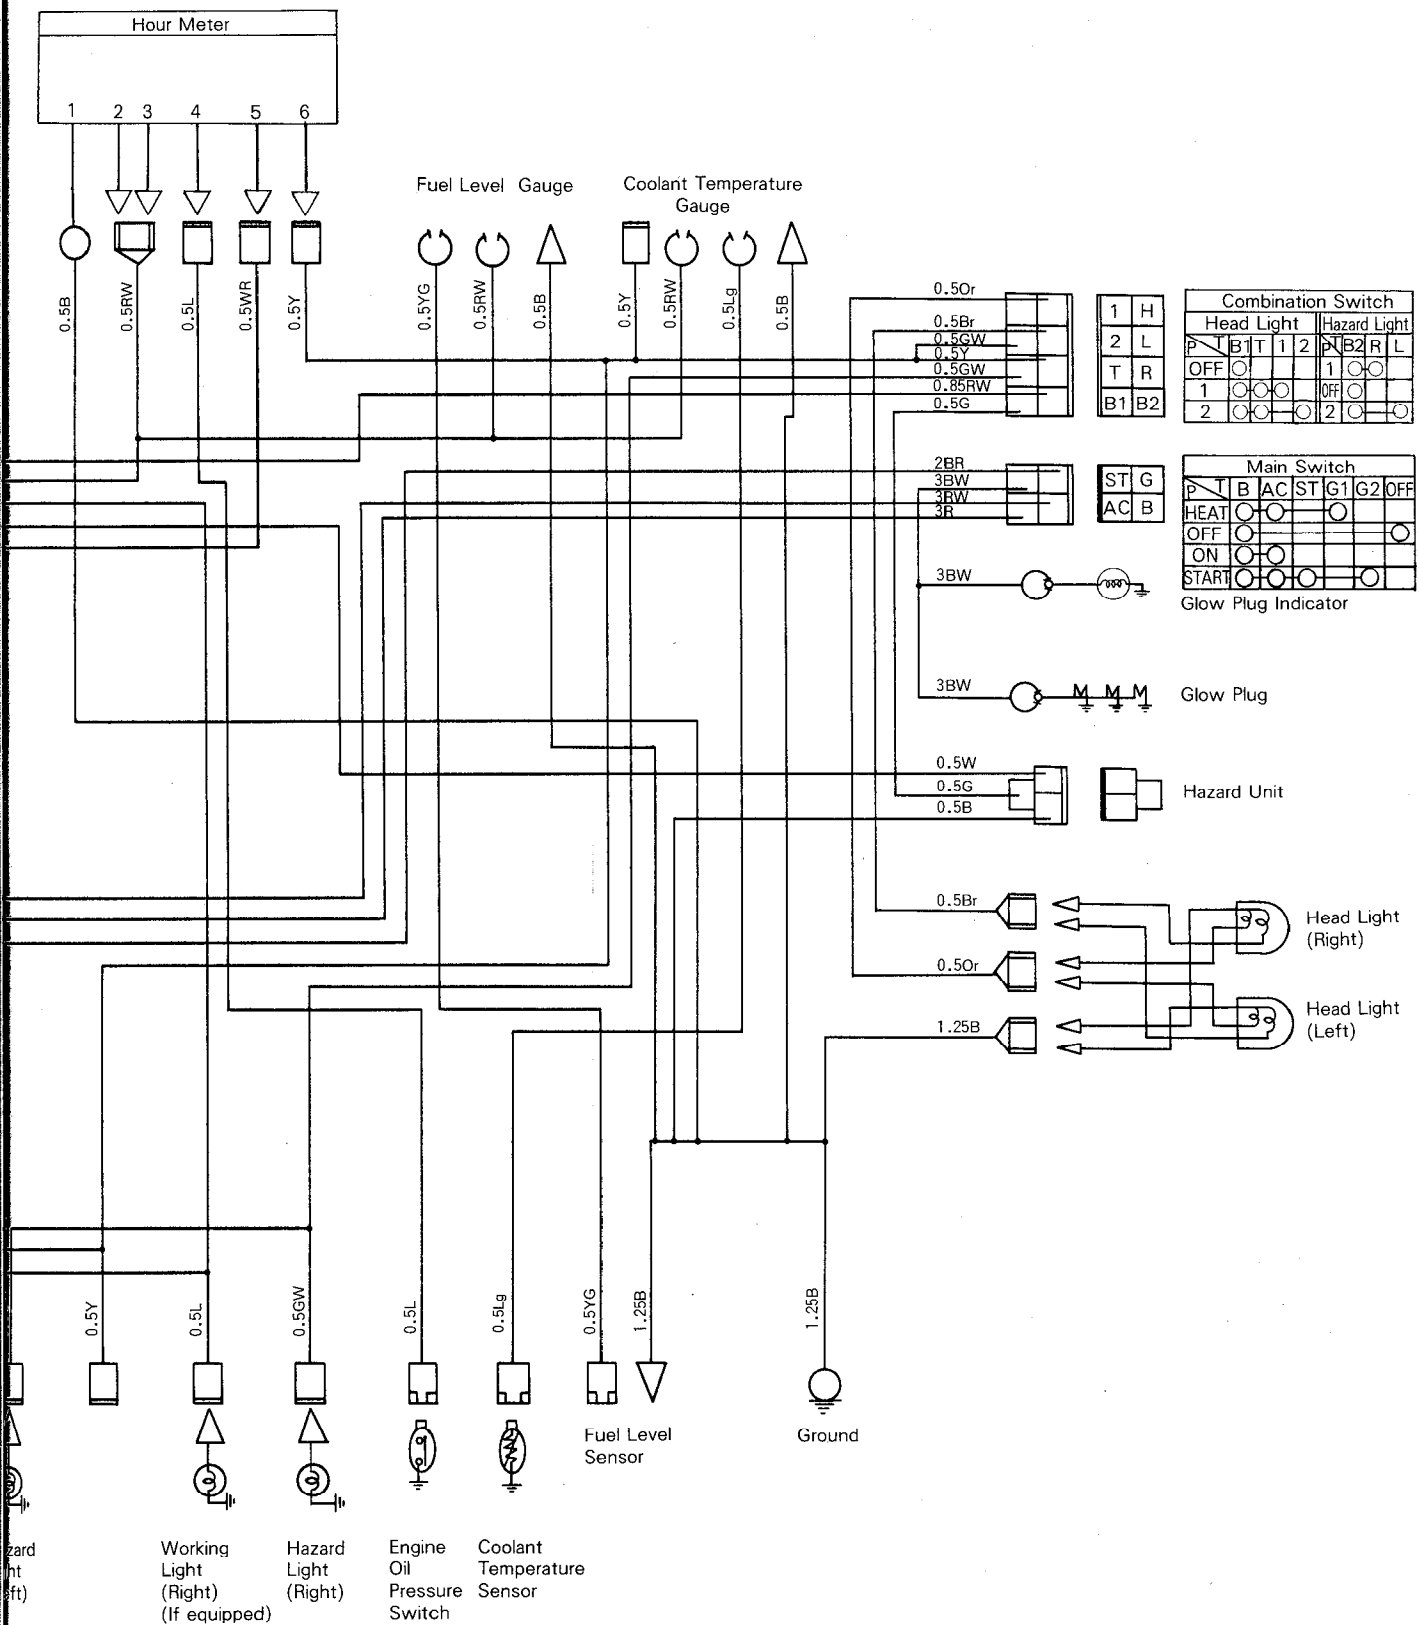 Hour Meter
1 2 3 4 5 6
Fuel Level Gauge
Coolant Temperature
Gauge
0.5B
0.5RW
0.5L
0.5WR
0.5Y
0.5YG
0.5RW
0.5B
0.5Y
0.5RW
0.5Lg
0.5B
0.5Or
0.5Br
0.5GW
0.5Y
0.5GW
0.85RW
0.5G
1 H
2 L
T R
B1 B2
Combination Switch
Head Light Hazard Light
P T B1 T 1 2 P T B2 R L
OFF 1
1 OFF
2 2
2BR
3BW
3RW
3R
ST G
AC B
Main Switch
P T B AC ST G1 G2 OFF
HEAT
OFF
ON
START
3BW
Glow Plug Indicator
3BW
M M M
Glow Plug
0.5W
0.5G
0.5B
Hazard Unit
0.5Br
0.5Or
1.25B
Head Light
(Right)
Head Light
(Left)
0.5Y
0.5L
0.5GW
0.5L
0.5Lg
0.5YG
1.25B
1.25B
Fuel Level
Sensor
Ground
zard
ht
ft)
Working
Light
(Right)
(If equipped)
Hazard
Light
(Right)
Engine
Oil
Pressure
Switch
Coolant
Temperature
Sensor